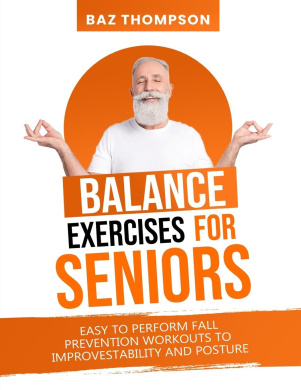 BAZ THOMPSON
BALANCE
EXERCISES FOR
SENIORS
EASY TO PERFORM FALL
PREVENTION WORKOUTS TO
IMPROVESTABILITY AND POSTURE